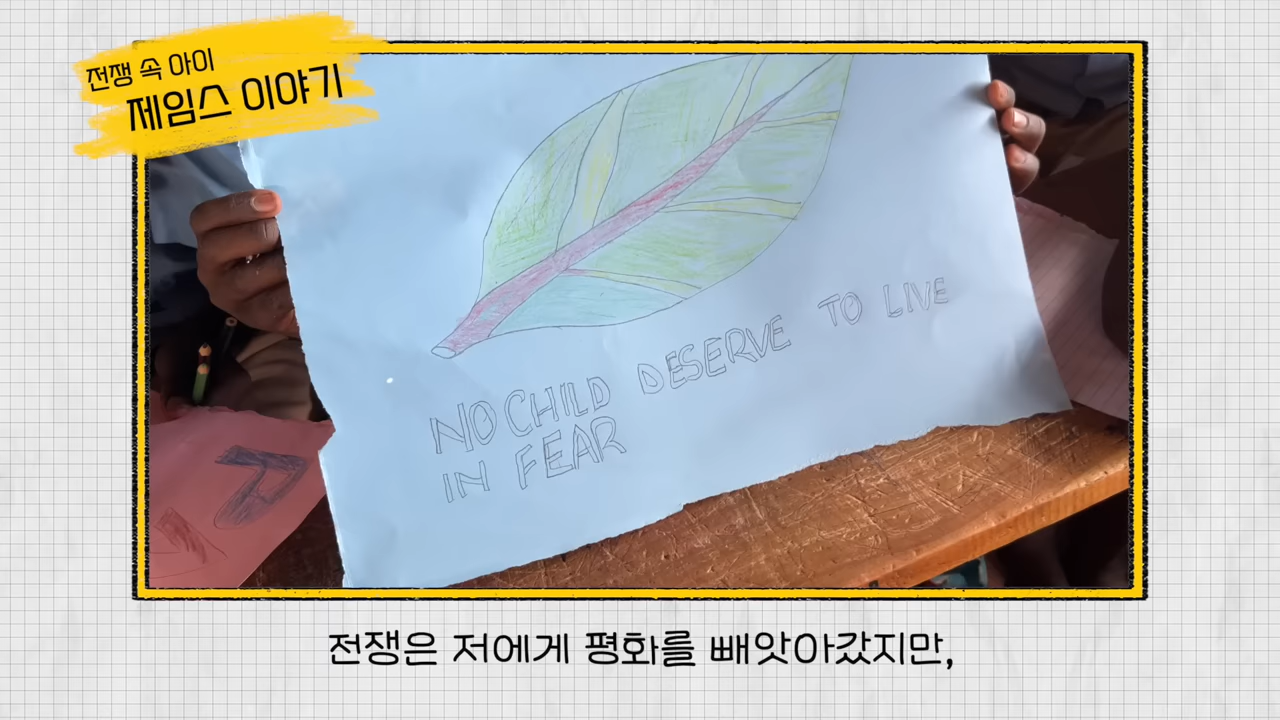 전쟁 속 아이
제임스 이야기
NO CHILD DESERVE TO LIVE
IN FEAR
전쟁은 저에게 평화를 빼앗아갔지만,